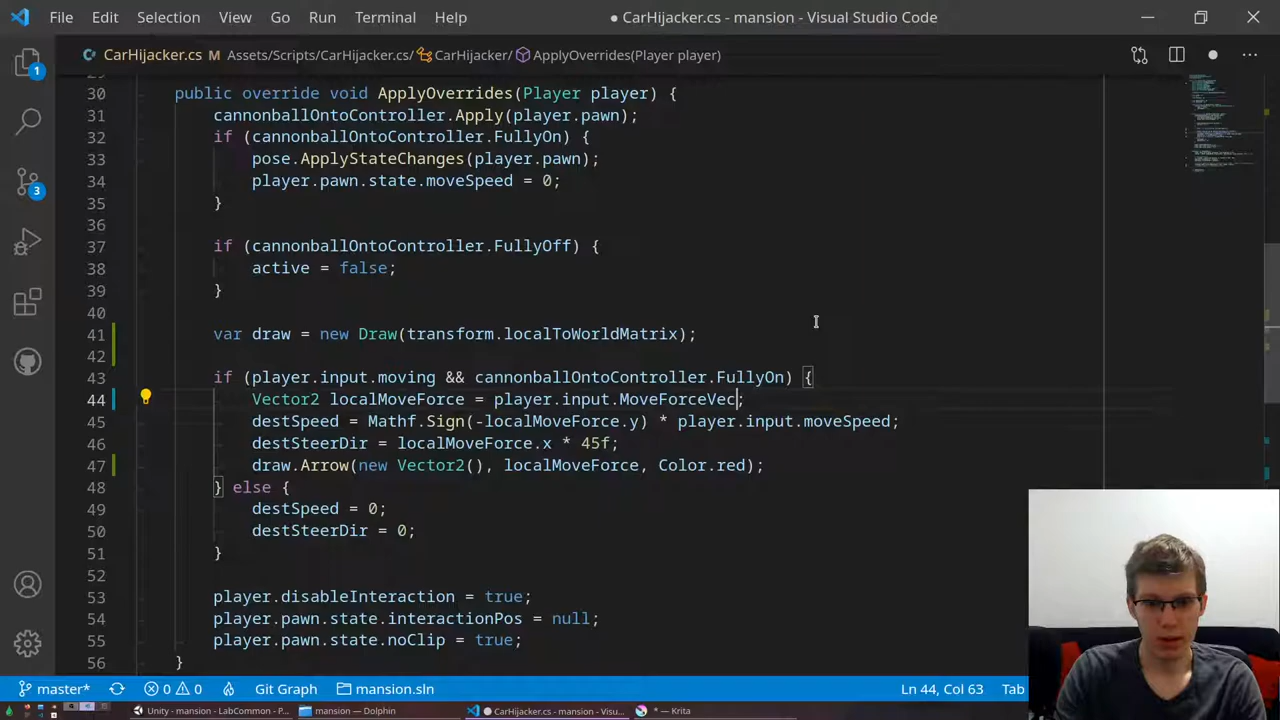 File Edit Selection View Go Run Terminal Help ● CarHijacker.cs - mansion - Visual Studio Code
CarHijacker.cs M Assets/Scripts/CarHijacker.cs/ CarHijacker/ ApplyOverrides(Player player)
1
3
30 public override void ApplyOverrides(Player player) {
31 cannonballOntoController.Apply(player.pawn);
32 if (cannonballOntoController.FullyOn) {
33 pose.ApplyStateChanges(player.pawn);
34 player.pawn.state.moveSpeed = 0;
35 }
36
37 if (cannonballOntoController.FullyOff) {
38 active = false;
39 }
40
41 var draw = new Draw(transform.localToWorldMatrix);
42
43 if (player.input.moving && cannonballOntoController.FullyOn) {
44 Vector2 localMoveForce = player.input.MoveForceVec;
45 destSpeed = Mathf.Sign(-localMoveForce.y) * player.input.moveSpeed;
46 destSteerDir = localMoveForce.x * 45f;
47 draw.Arrow(new Vector2(), localMoveForce, Color.red);
48 } else {
49 destSpeed = 0;
50 destSteerDir = 0;
51 }
52
53 player.disableInteraction = true;
54 player.pawn.state.interactionPos = null;
55 player.pawn.state.noClip = true;
56 }
master* 0 0 Git Graph mansion.sln Ln 44, Col 63 Tab
Unity - mansion - LabCommon - P... mansion — Dolphin ● CarHijacker.cs - mansion - Visu... * — Krita